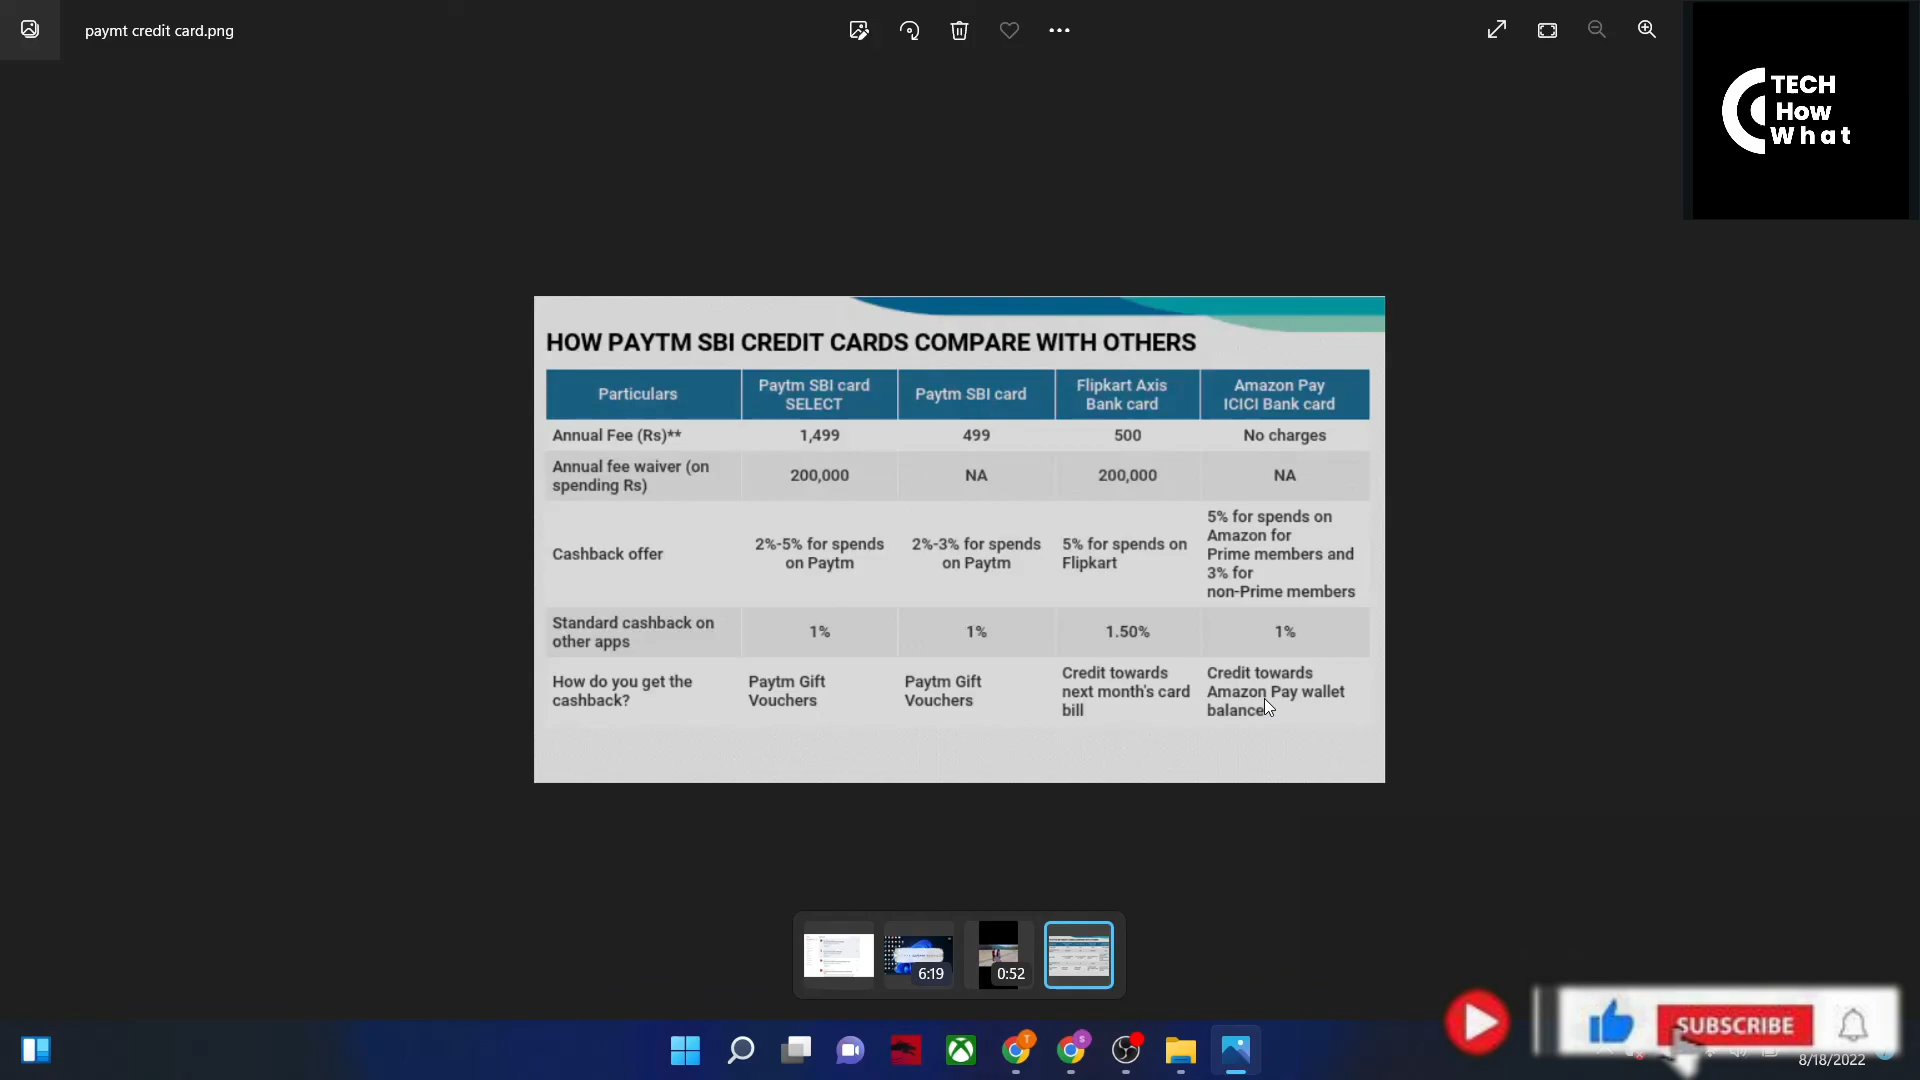 paymt credit card.png
TECH
How
What
HOW PAYTM SBI CREDIT CARDS COMPARE WITH OTHERS
Particulars
Paytm SBI card
SELECT
Paytm SBI card
Flipkart Axis
Bank card
Amazon Pay
ICICI Bank card
Annual Fee (Rs)**
1,499
499
500
No charges
Annual fee waiver (on
spending Rs)
200,000
NA
200,000
NA
Cashback offer
2%-5% for spends
on Paytm
2%-3% for spends
on Paytm
5% for spends on
Flipkart
5% for spends on
Amazon for
Prime members and
3% for
non-Prime members
Standard cashback on
other apps
1%
1%
1.50%
1%
How do you get the
cashback?
Paytm Gift
Vouchers
Paytm Gift
Vouchers
Credit towards
next month's card
bill
Credit towards
Amazon Pay wallet
balance
6:19
0:52
T
S
SUBSCRIBE
8/18/2022